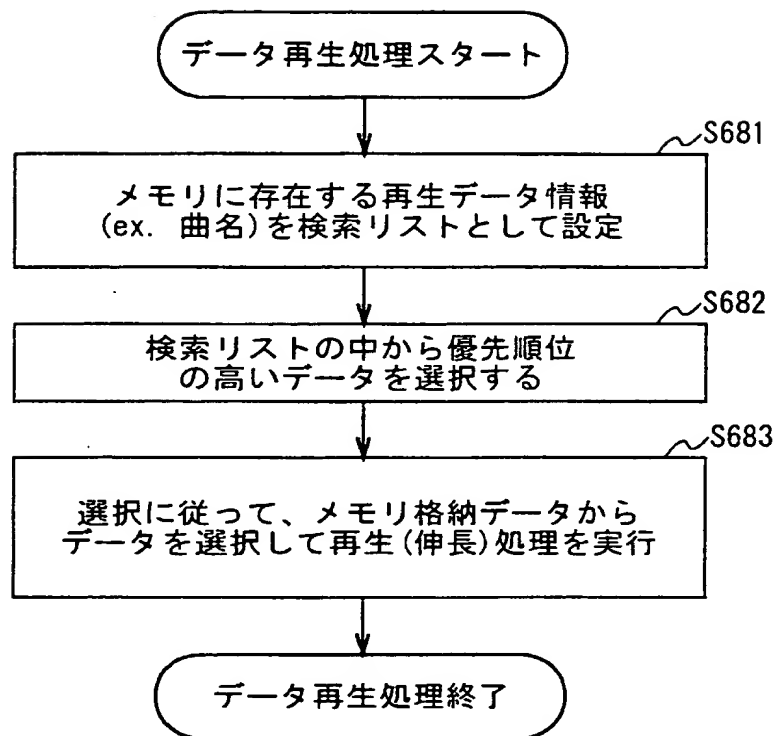 データ再生処理スタート
S681
メモリに存在する再生データ情報
(ex. 曲名)を検索リストとして設定
S682
検索リストの中から優先順位
の高いデータを選択する
S683
選択に従って、メモリ格納データから
データを選択して再生(伸長)処理を実行
データ再生処理終了